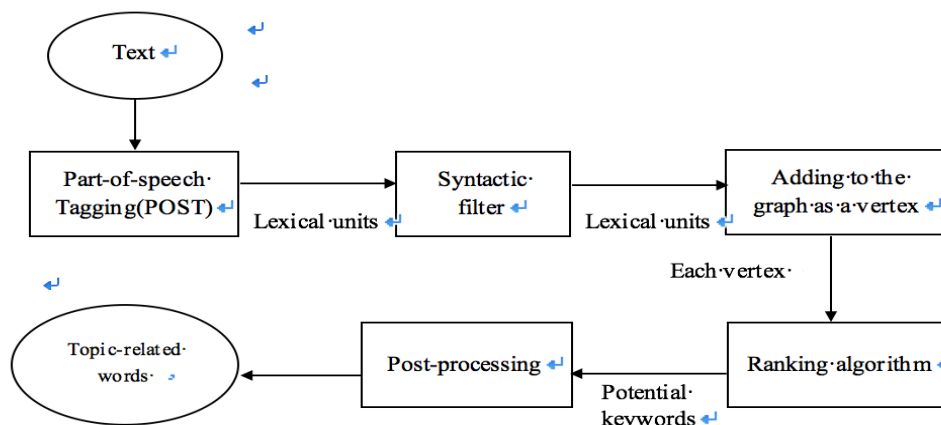 Text
Part-of-speech
Tagging(POST)
Lexical units
Syntactic
filter
Lexical units
Adding to the
graph as a vertex
Each vertex
Ranking algorithm
Potential
keywords
Post-processing
Topic-related
words